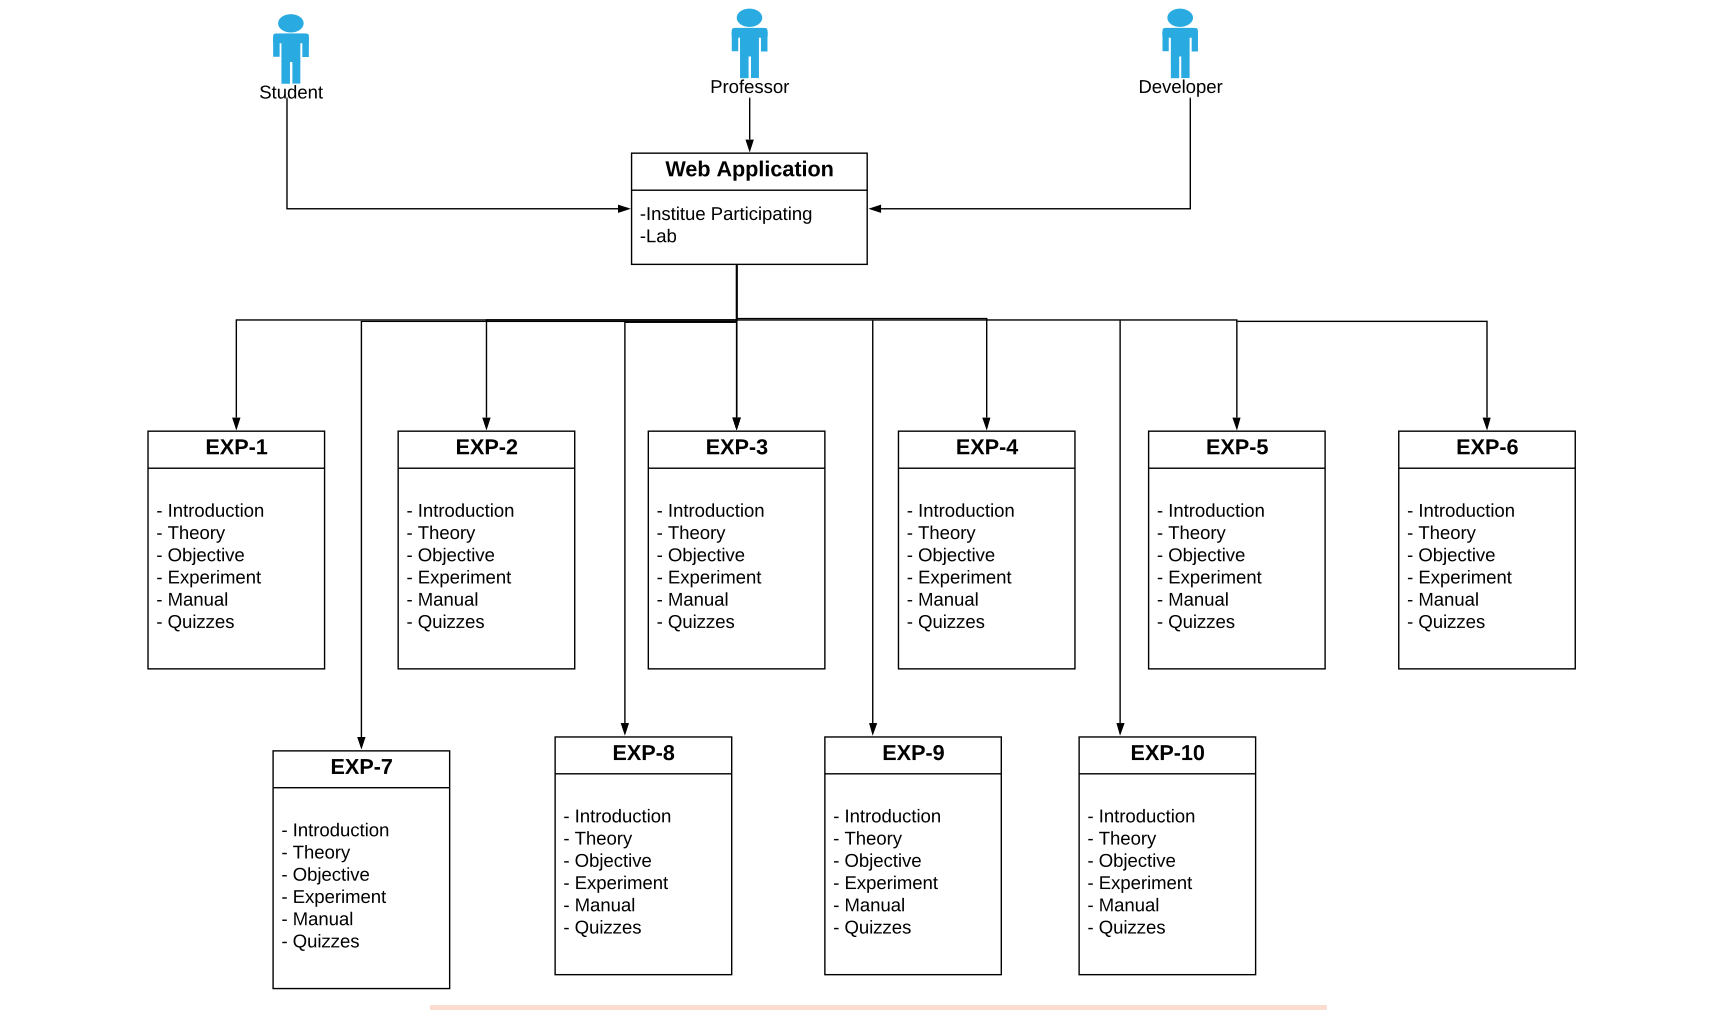 Student
Professor
Developer
Web Application
-Institue Participating
-Lab
EXP-1
- Introduction
- Theory
- Objective
- Experiment
- Manual
- Quizzes
EXP-2
- Introduction
- Theory
- Objective
- Experiment
- Manual
- Quizzes
EXP-3
- Introduction
- Theory
- Objective
- Experiment
- Manual
- Quizzes
EXP-4
- Introduction
- Theory
- Objective
- Experiment
- Manual
- Quizzes
EXP-5
- Introduction
- Theory
- Objective
- Experiment
- Manual
- Quizzes
EXP-6
- Introduction
- Theory
- Objective
- Experiment
- Manual
- Quizzes
EXP-7
- Introduction
- Theory
- Objective
- Experiment
- Manual
- Quizzes
EXP-8
- Introduction
- Theory
- Objective
- Experiment
- Manual
- Quizzes
EXP-9
- Introduction
- Theory
- Objective
- Experiment
- Manual
- Quizzes
EXP-10
- Introduction
- Theory
- Objective
- Experiment
- Manual
- Quizzes